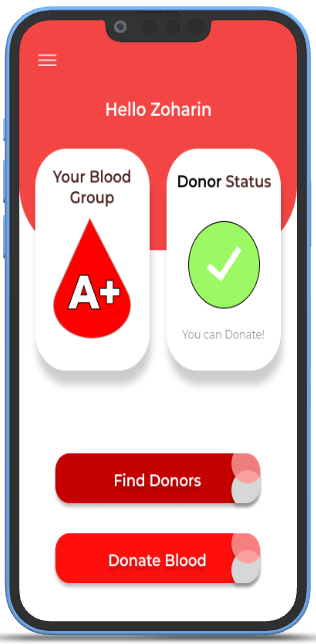 Hello Zoharin
Your Blood
Group
A+
Donor Status
You can Donate!
Find Donors
Donate Blood